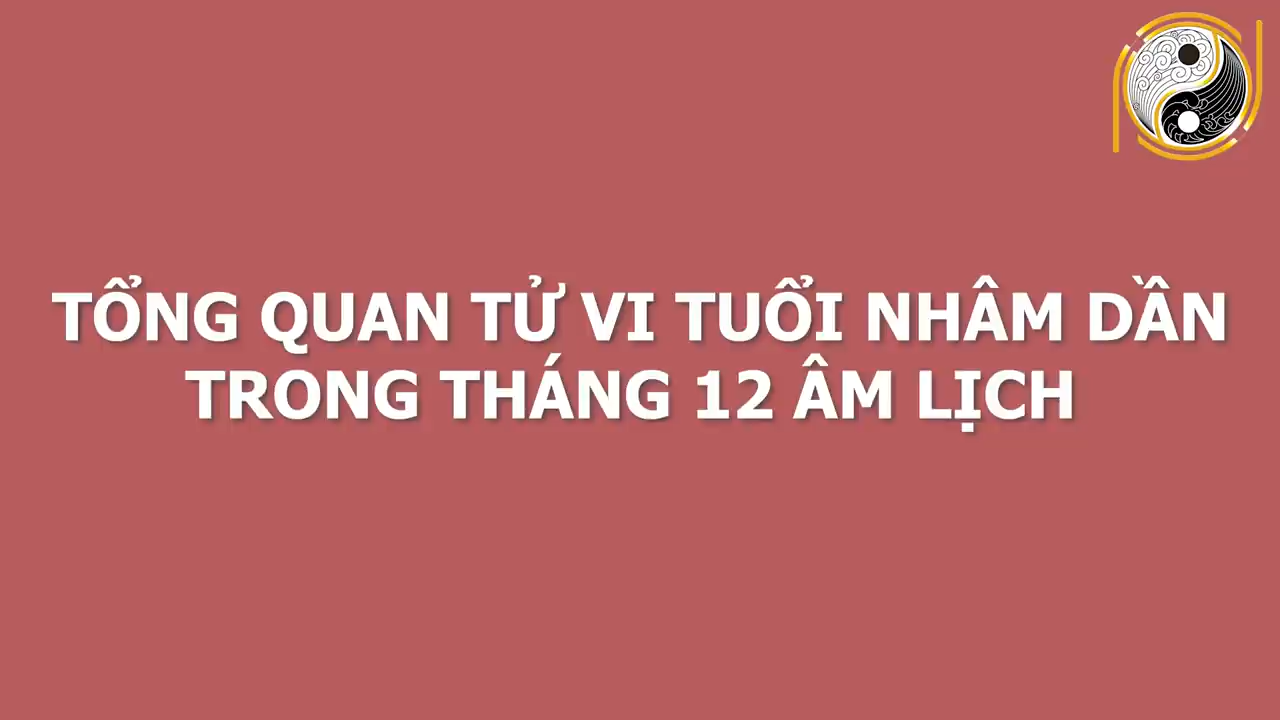 TỔNG QUAN TỬ VI TUỔI NHÂM DẦN
TRONG THÁNG 12 ÂM LỊCH